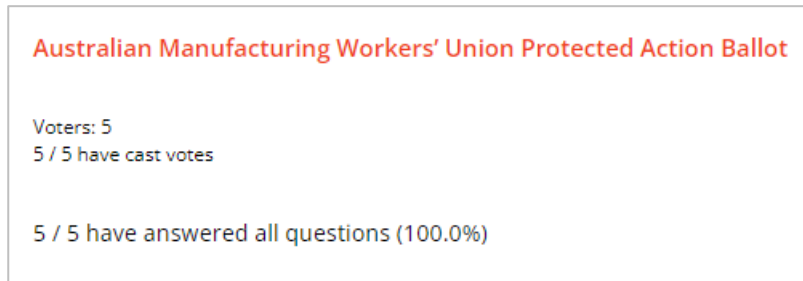 Australian Manufacturing Workers’ Union Protected Action Ballot
Voters: 5
5 / 5 have cast votes
5 / 5 have answered all questions (100.0%)